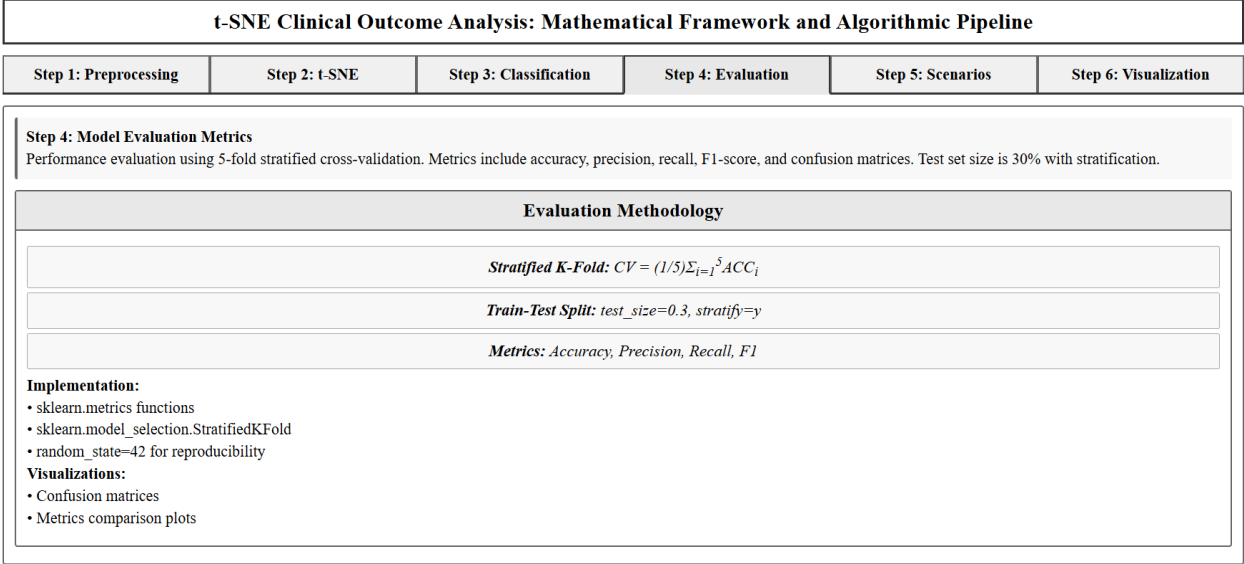 t-SNE Clinical Outcome Analysis: Mathematical Framework and Algorithmic Pipeline
Step 1: Preprocessing
Step 2: t-SNE
Step 3: Classification
Step 4: Evaluation
Step 5: Scenarios
Step 6: Visualization
Step 4: Model Evaluation Metrics
Performance evaluation using 5-fold stratified cross-validation. Metrics include accuracy, precision, recall, F1-score, and confusion matrices. Test set size is 30% with stratification.
Evaluation Methodology
Stratified K-Fold: CV = (1/5)Σ_{i=1}^5 ACC_i
Train-Test Split: test_size=0.3, stratify=y
Metrics: Accuracy, Precision, Recall, F1
Implementation:
• sklearn.metrics functions
• sklearn.model_selection.StratifiedKFold
• random_state=42 for reproducibility
Visualizations:
• Confusion matrices
• Metrics comparison plots